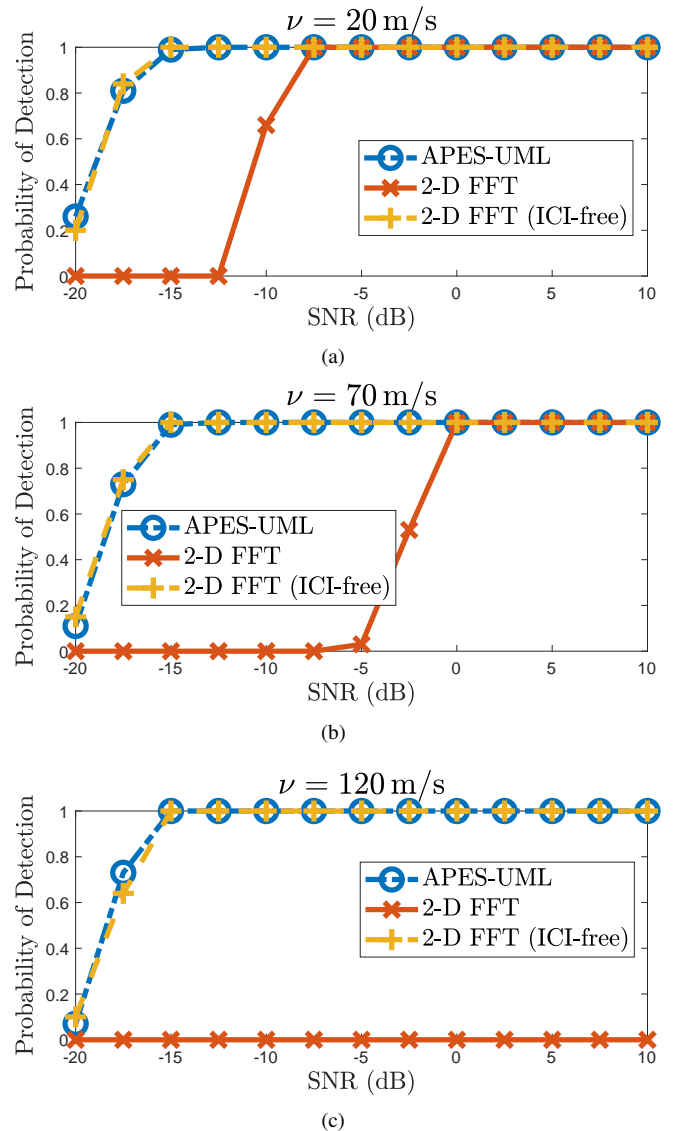 ν = 20 m/s
Probability of Detection
1
0.8
0.6
0.4
0.2
0
APES-UML
2-D FFT
2-D FFT (ICI-free)
-20 -15 -10 -5 0 5 10
SNR (dB)
(a)
ν = 70 m/s
Probability of Detection
1
0.8
0.6
0.4
0.2
0
APES-UML
2-D FFT
2-D FFT (ICI-free)
-20 -15 -10 -5 0 5 10
SNR (dB)
(b)
ν = 120 m/s
Probability of Detection
1
0.8
0.6
0.4
0.2
0
APES-UML
2-D FFT
2-D FFT (ICI-free)
-20 -15 -10 -5 0 5 10
SNR (dB)
(c)